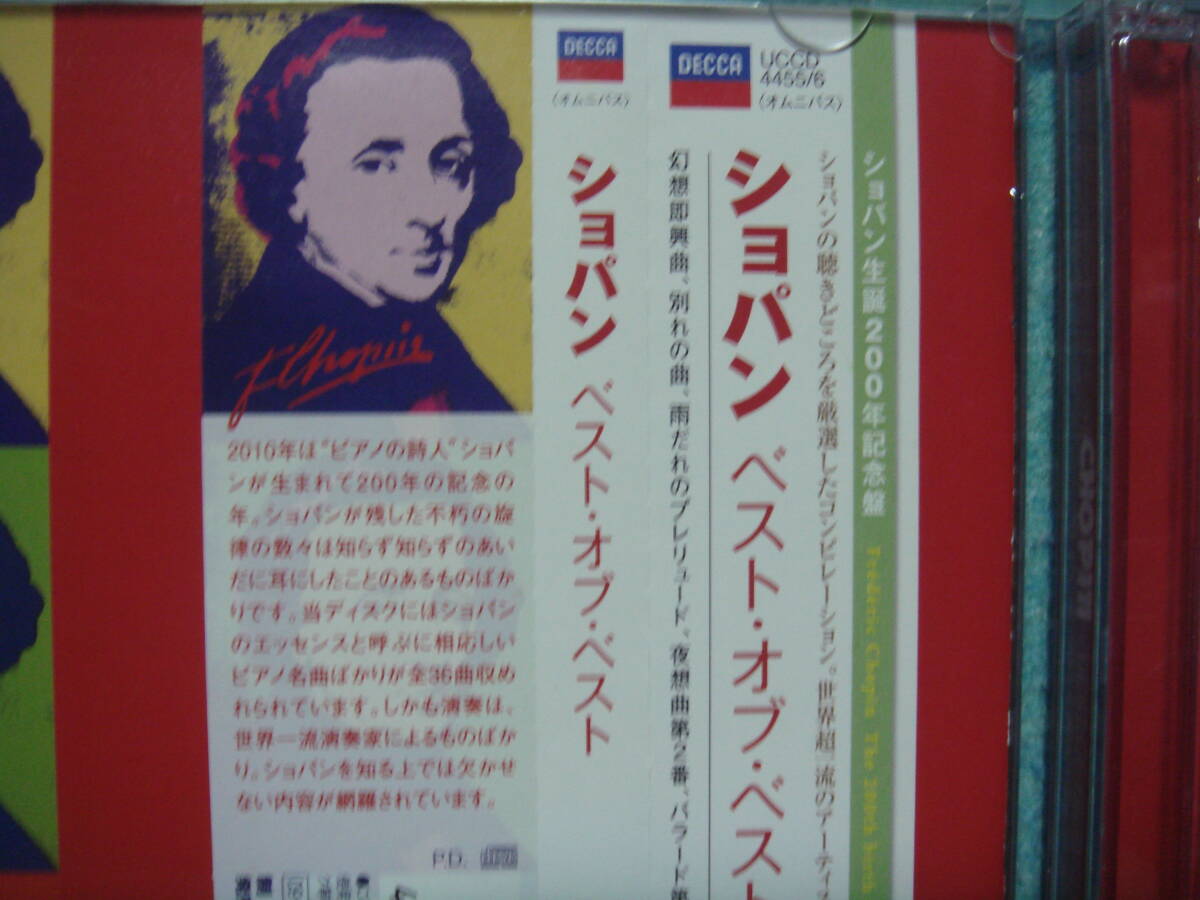 F Chopin
2010年は“ピアノの詩人”ショパ
ンが生まれて200年の記念の
年。ショパンが残した不朽の旋
律の数々は知らず知らずのあい
だに耳にしたことのあるものばか
りです。当ディスクにはショパン
のエッセンスと呼ぶに相応しい
ピアノ名曲ばかりが全36曲収め
られています。しかも演奏は、
世界一流演奏家によるものばか
り。ショパンを知る上では欠かせ
ない内容が網羅されています。
P.D.
DECCA
〈オムニバス〉
ショパン ベスト・オブ・ベスト
DECCA
UCCD
4455/6
〈オムニバス〉
ショパン生誕200年記念盤 Frédéric Chopin The 200th
ショパンの聴きどころを厳選したコンピレーション。世界超一流のアーティス
ショパン ベスト・オブ・ベスト
幻想即興曲、別れの曲、雨だれのプレリュード、夜想曲第2番、バラード第
CHOPIN